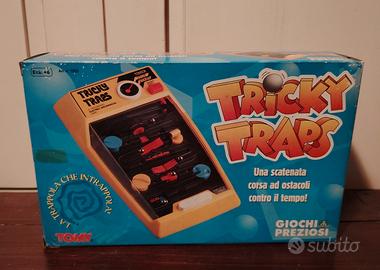 Età: +6
TRICKY
TRAPS
TRICKY
TRAPS
Una scatenata
corsa ad ostacoli
contro il tempo!
LA TRAPPOLA CHE INTRAPPOLA!
TOMY
GIOCHI
PREZIOSI
subito